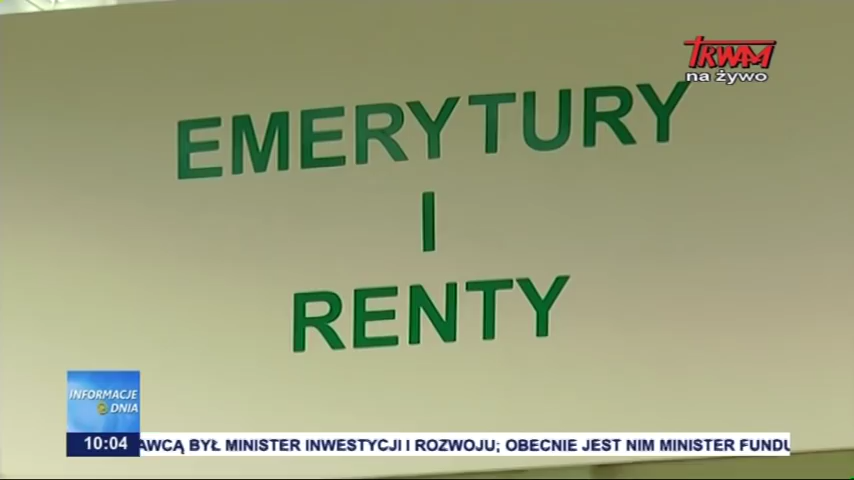 TRWAM
na żywo
EMERYTURY
I
RENTY
INFORMACJE
DNIA
10:04
AWCĄ BYŁ MINISTER INWESTYCJI I ROZWOJU; OBECNIE JEST NIM MINISTER FUNDU